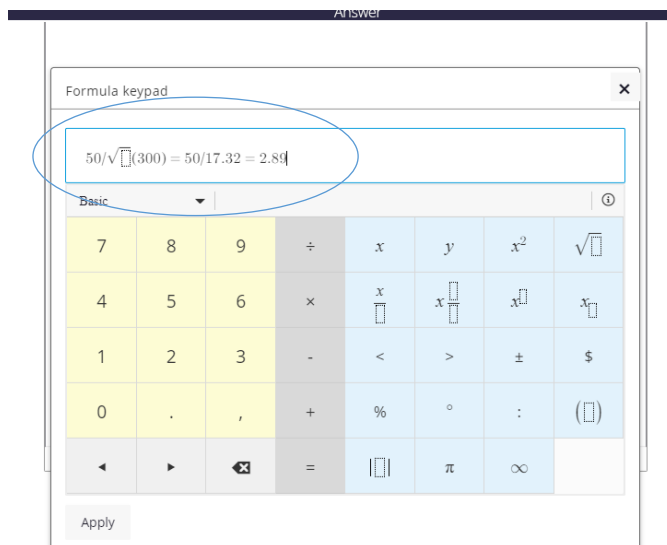 Answer
Formula keypad ×
50/√(300) = 50/17.32 = 2.89
Basic
7 8 9 ÷ x y x² √
4 5 6 × x/ x / x x
1 2 3 - < > ± $
0 . , + % ° : ( )
= | | π ∞
Apply